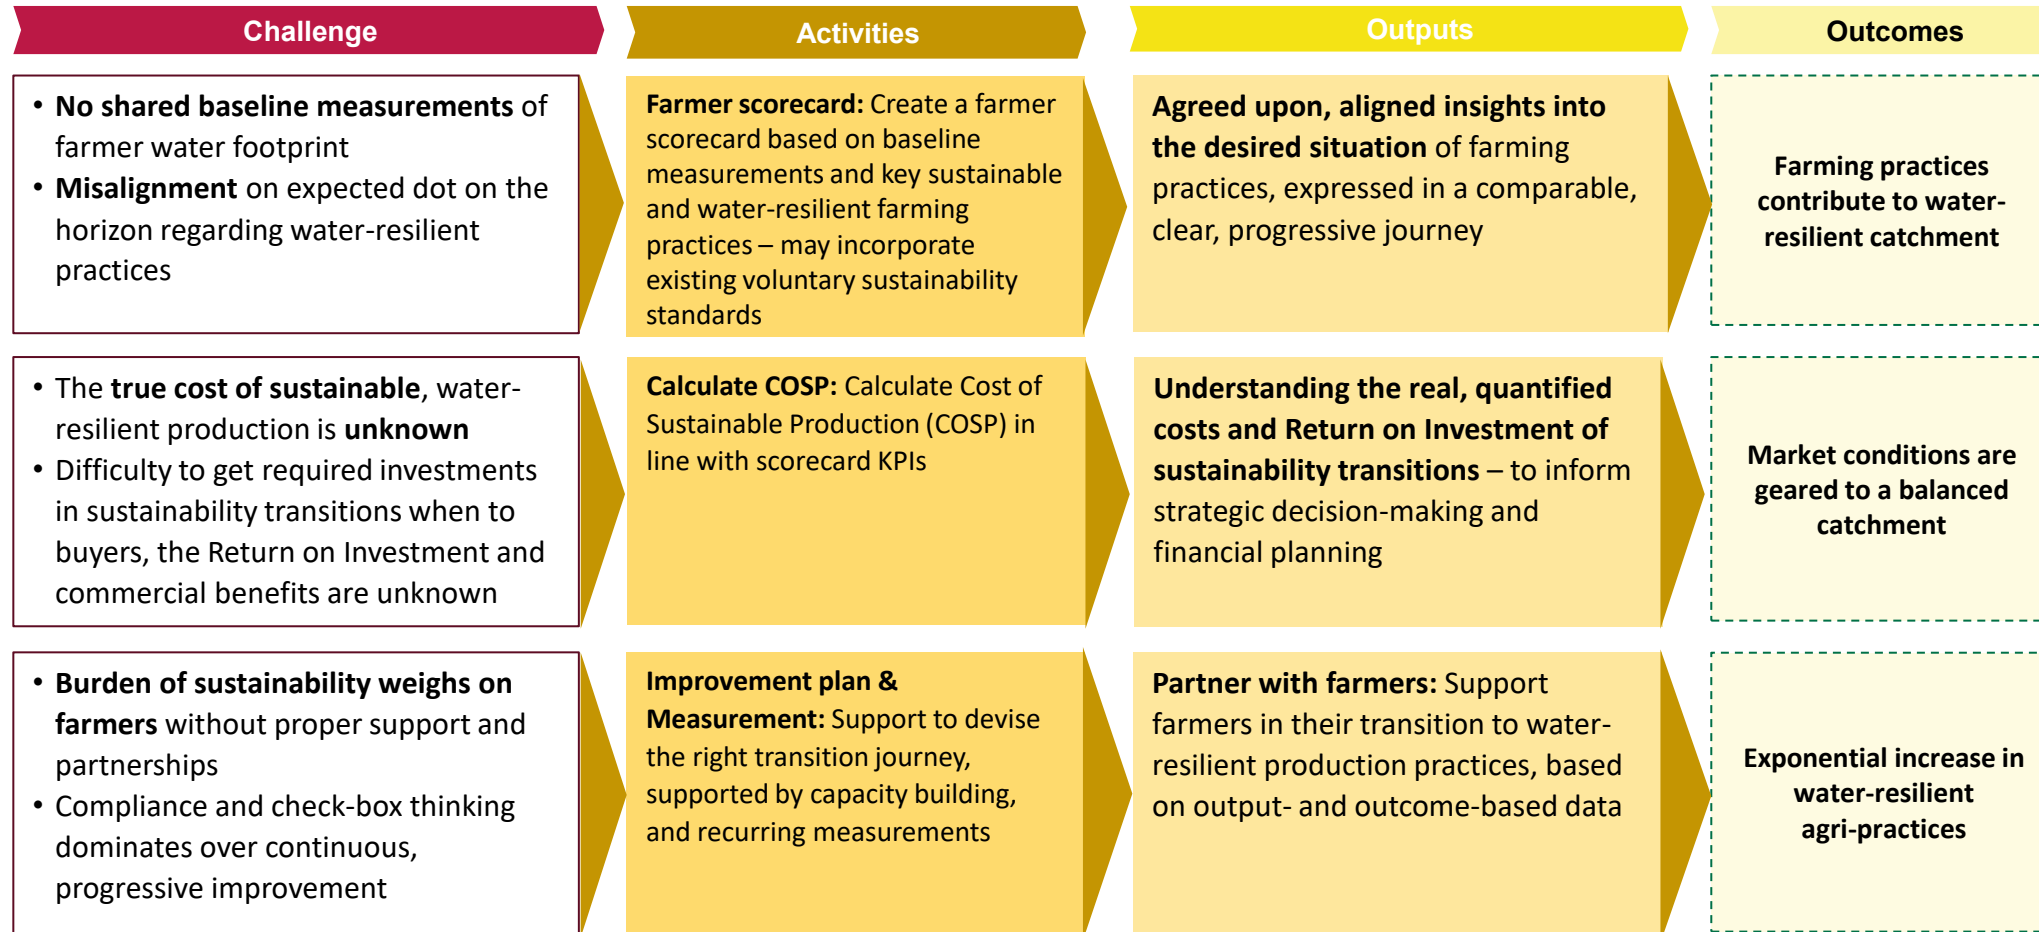 Challenge
Activities
Outputs
Outcomes
• No shared baseline measurements of
farmer water footprint
• Misalignment on expected dot on the
horizon regarding water-resilient
practices
Farmer scorecard: Create a farmer
scorecard based on baseline
measurements and key sustainable
and water-resilient farming
practices – may incorporate
existing voluntary sustainability
standards
Agreed upon, aligned insights into
the desired situation of farming
practices, expressed in a comparable,
clear, progressive journey
Farming practices
contribute to water-
resilient catchment
• The true cost of sustainable, water-
resilient production is unknown
• Difficulty to get required investments
in sustainability transitions when to
buyers, the Return on Investment and
commercial benefits are unknown
Calculate COSP: Calculate Cost of
Sustainable Production (COSP) in
line with scorecard KPIs
Understanding the real, quantified
costs and Return on Investment of
sustainability transitions – to inform
strategic decision-making and
financial planning
Market conditions are
geared to a balanced
catchment
• Burden of sustainability weighs on
farmers without proper support and
partnerships
• Compliance and check-box thinking
dominates over continuous,
progressive improvement
Improvement plan &
Measurement: Support to devise
the right transition journey,
supported by capacity building,
and recurring measurements
Partner with farmers: Support
farmers in their transition to water-
resilient production practices, based
on output- and outcome-based data
Exponential increase in
water-resilient
agri-practices